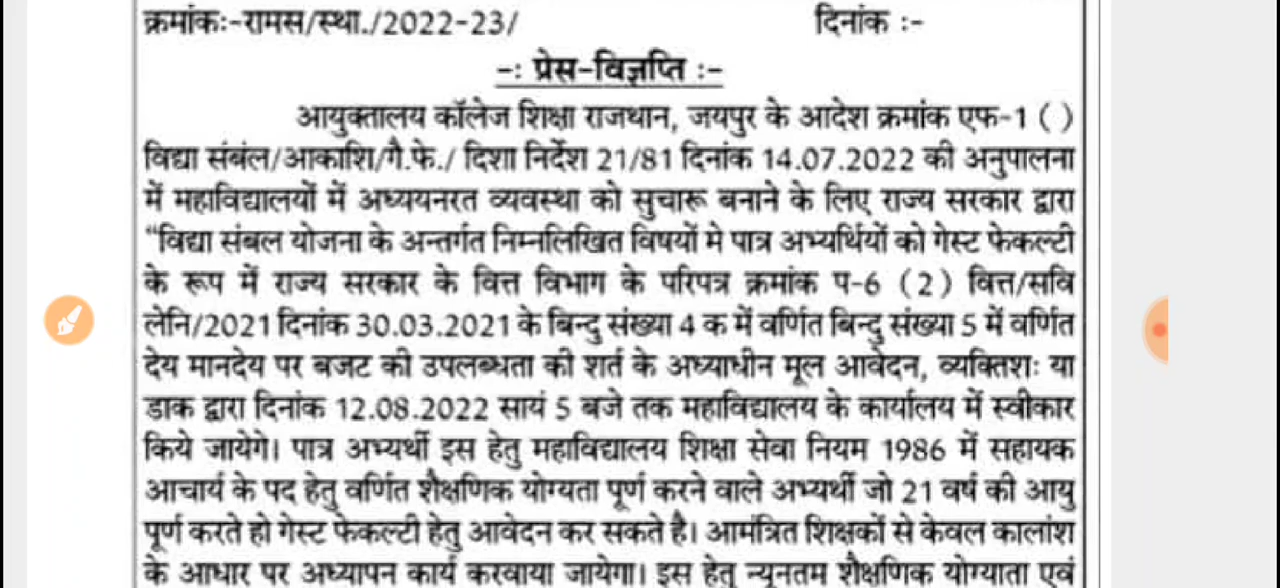 क्रमांकः-रामस/स्था./2022-23/ दिनांक :-
-: प्रेस-विज्ञप्ति :-
आयुक्तालय कॉलेज शिक्षा राजथान, जयपुर के आदेश क्रमांक एफ-1 ( )
विद्या संबंल/आकाशि/गै.फे./ दिशा निर्देश 21/81 दिनांक 14.07.2022 की अनुपालना
में महाविद्यालयों में अध्ययनरत व्यवस्था को सुचारू बनाने के लिए राज्य सरकार द्वारा
“विद्या संबल योजना के अन्तर्गत निम्नलिखित विषयों मे पात्र अभ्यर्थियों को गेस्ट फेकल्टी
के रूप में राज्य सरकार के वित्त विभाग के परिपत्र क्रमांक प-6 (2) वित्त/सवि
लेनि/2021 दिनांक 30.03.2021 के बिन्दु संख्या 4 क में वर्णित बिन्दु संख्या 5 में वर्णित
देय मानदेय पर बजट की उपलब्धता की शर्त के अध्याधीन मूल आवेदन, व्यक्तिशः या
डाक द्वारा दिनांक 12.08.2022 सायं 5 बजे तक महाविद्यालय के कार्यालय में स्वीकार
किये जायेगे। पात्र अभ्यर्थी इस हेतु महाविद्यालय शिक्षा सेवा नियम 1986 में सहायक
आचार्य के पद हेतु वर्णित शैक्षणिक योग्यता पूर्ण करने वाले अभ्यर्थी जो 21 वर्ष की आयु
पूर्ण करते हो गेस्ट फेकल्टी हेतु आवेदन कर सकते है। आमंत्रित शिक्षकों से केवल कालांश
के आधार पर अध्यापन कार्य करवाया जायेगा। इस हेतु न्यूनतम शैक्षणिक योग्याता एवं